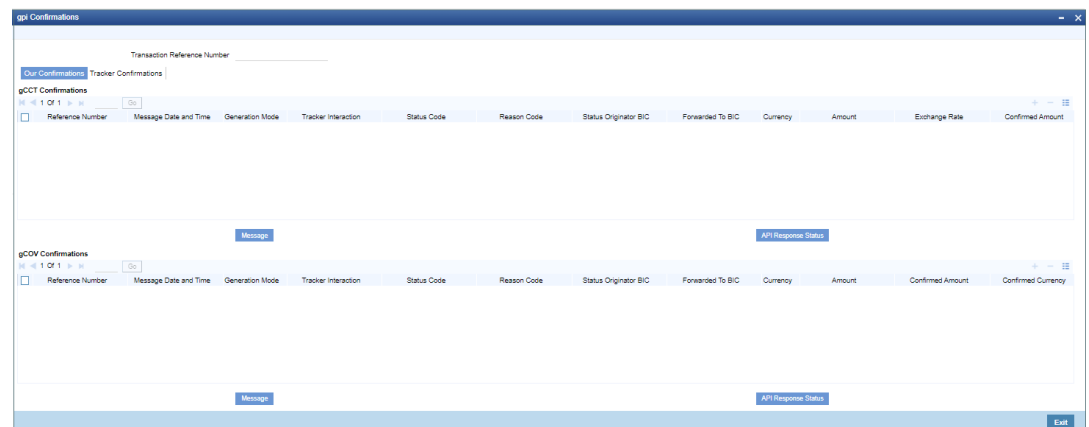 gpi Confirmations
Transaction Reference Number
Our Confirmations Tracker Confirmations
gCCT Confirmations
1 Of 1 Go
Reference Number Message Date and Time Generation Mode Tracker Interaction Status Code Reason Code Status Originator BIC Forwarded To BIC Currency Amount Exchange Rate Confirmed Amount
Message API Response Status
gCOV Confirmations
1 Of 1 Go
Reference Number Message Date and Time Generation Mode Tracker Interaction Status Code Reason Code Status Originator BIC Forwarded To BIC Currency Amount Confirmed Amount Confirmed Currency
Message API Response Status
Exit